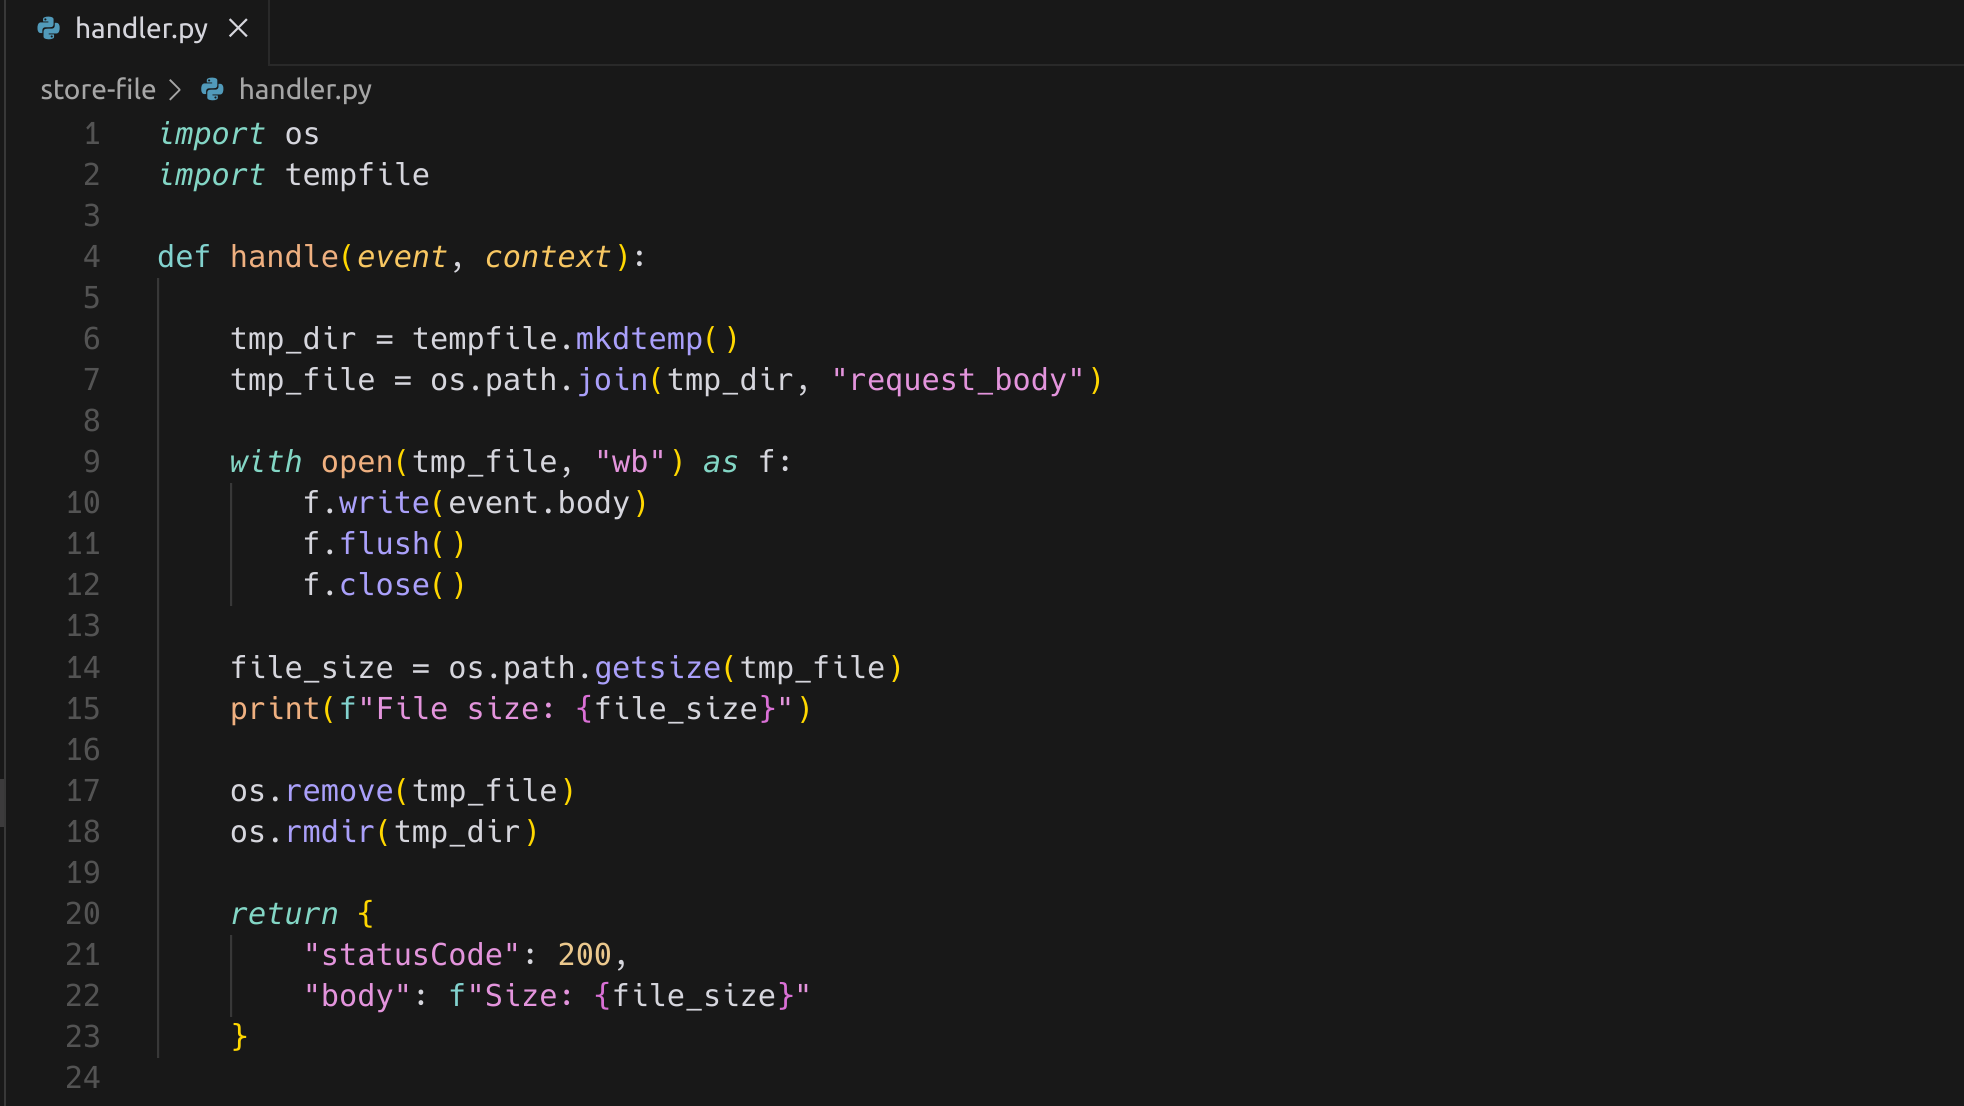 handler.py
store-file > handler.py
1 import os
2 import tempfile
3
4 def handle(event, context):
5
6     tmp_dir = tempfile.mkdtemp()
7     tmp_file = os.path.join(tmp_dir, "request_body")
8
9     with open(tmp_file, "wb") as f:
10         f.write(event.body)
11         f.flush()
12         f.close()
13
14     file_size = os.path.getsize(tmp_file)
15     print(f"File size: {file_size}")
16
17     os.remove(tmp_file)
18     os.rmdir(tmp_dir)
19
20     return {
21         "statusCode": 200,
22         "body": f"Size: {file_size}"
23     }
24